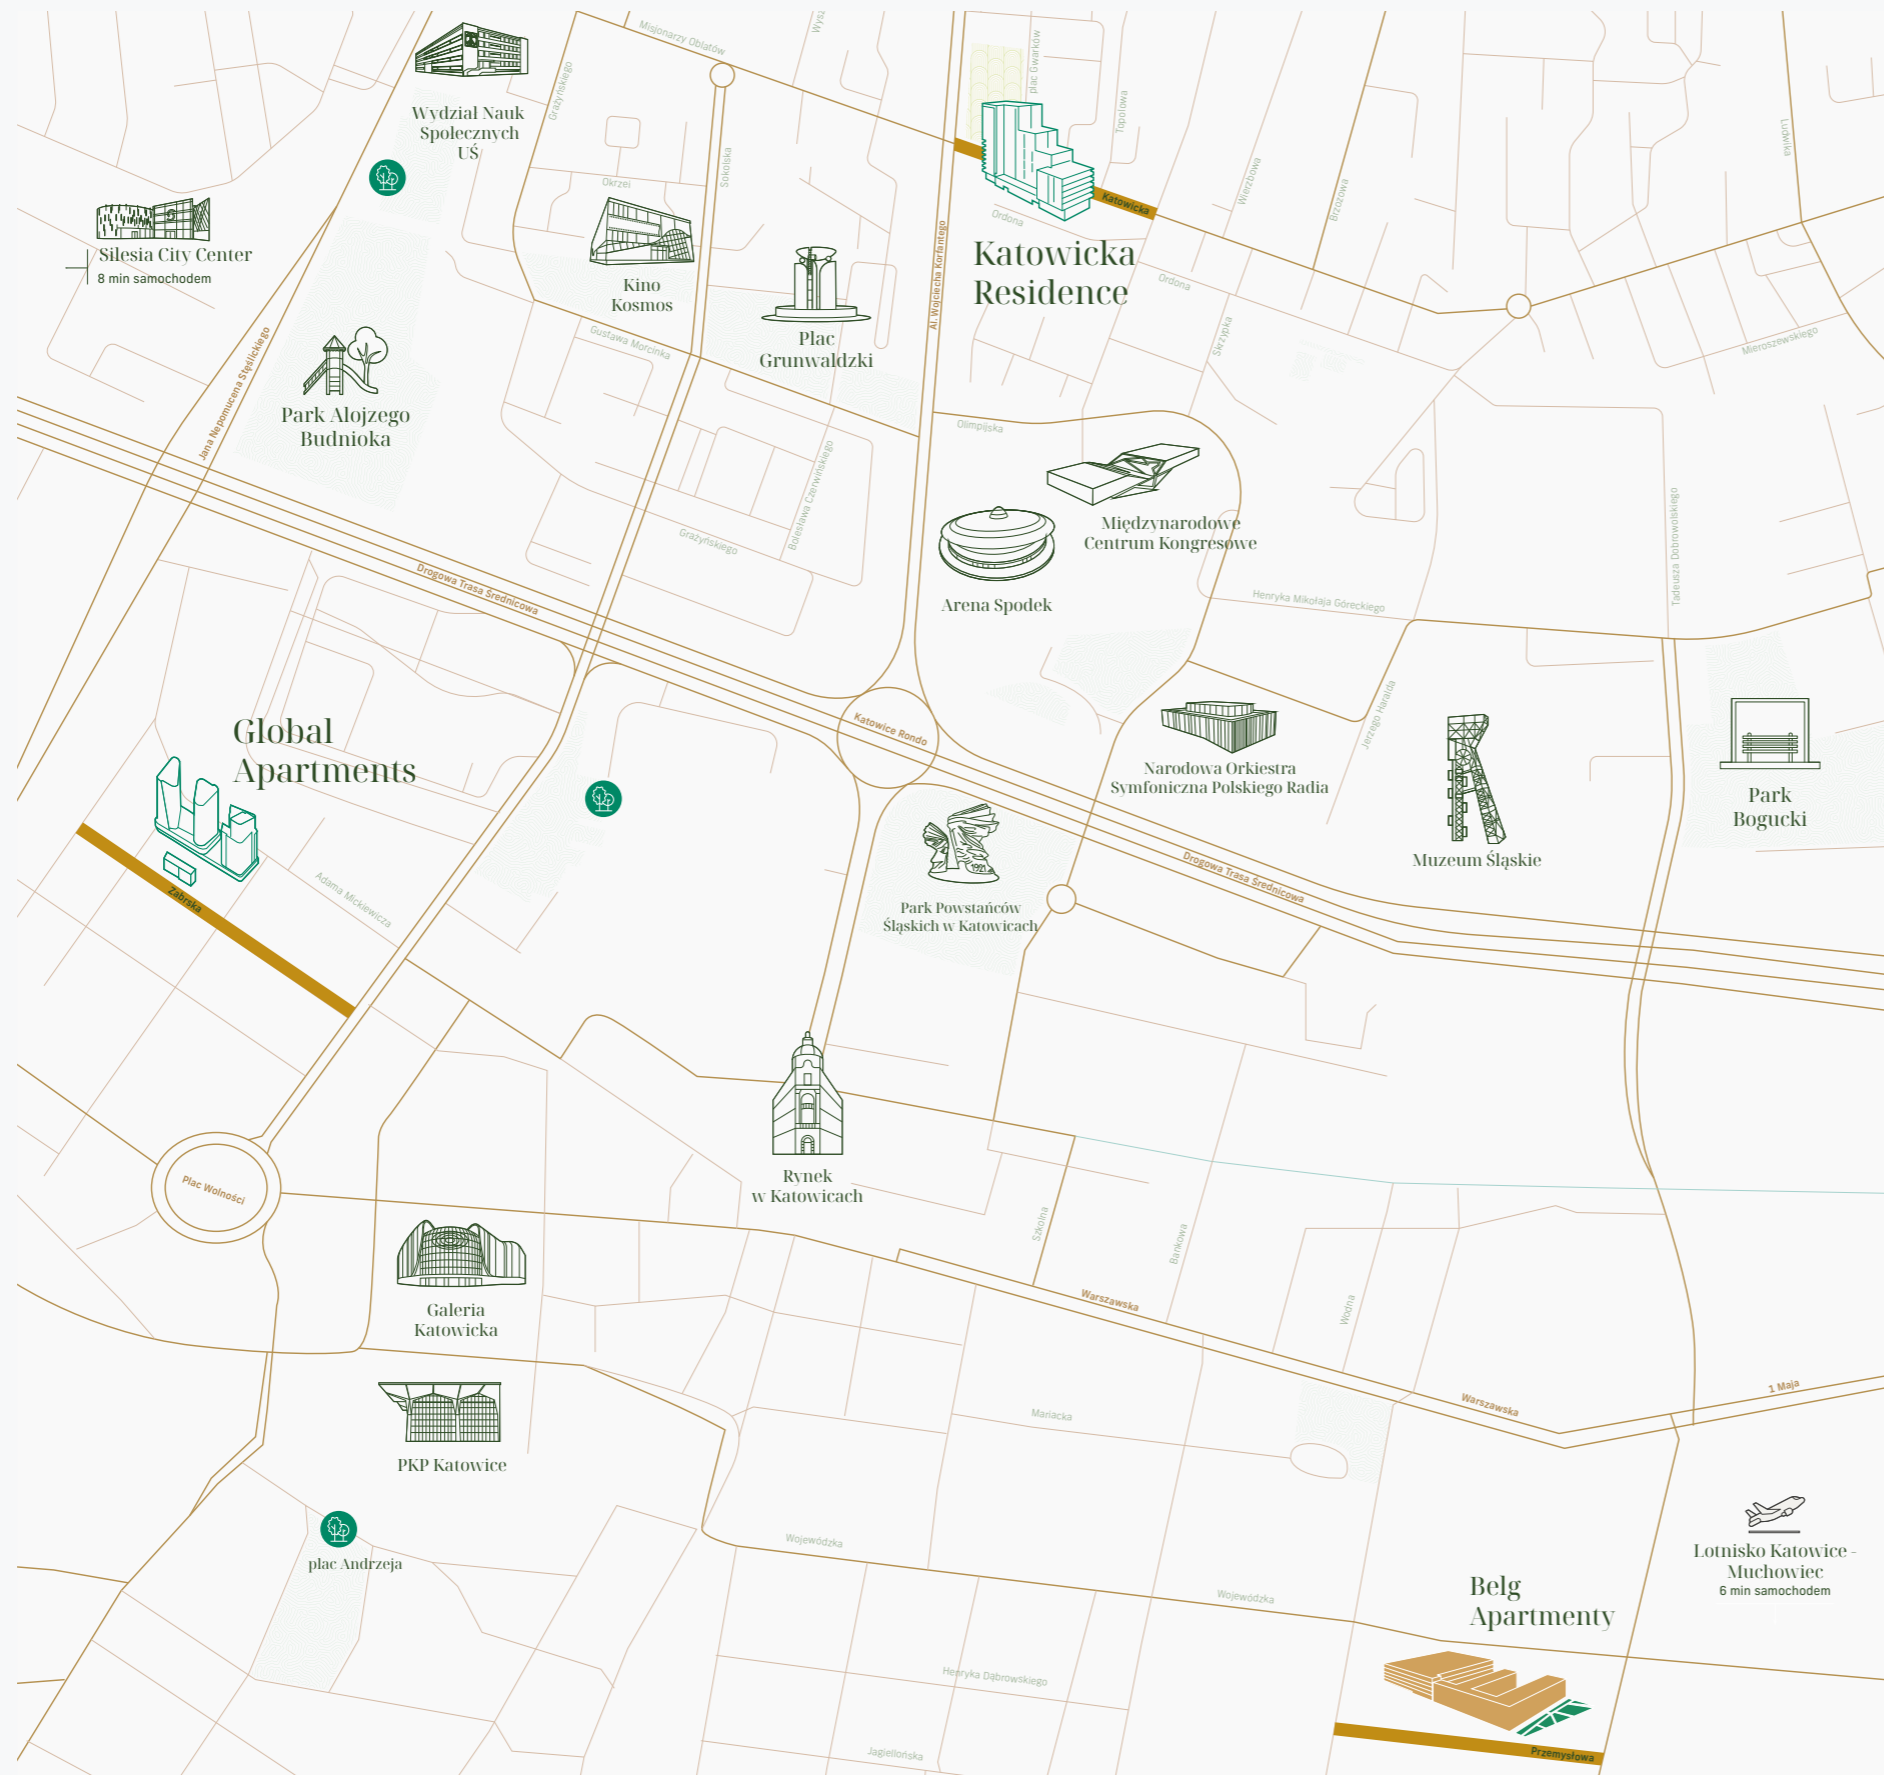 Misjonarzy Oblatów
Wysz
plac Gwarków
Grażyńskiego
Topolowa
Ludwika
Wydział Nauk
Społecznych
UŚ
Sokolska
Okrzei
Wierzbowa
Brzozowa
Katowicka
Ordona
Silesia City Center
8 min samochodem
Kino
Kosmos
Al. Wojciecha Korfantego
Katowicka
Residence
Ordona
Gustawa Morcinka
Plac
Grunwaldzki
Skrzypka
Mieroszewskiego
Jana Nepomucena Stęślickiego
Park Alojzego
Budnioka
Olimpijska
Bolesława Czerwińskiego
Grażyńskiego
Międzynarodowe
Centrum Kongresowe
Tadeusza Dobrowolskiego
Drogowa Trasa Średnicowa
Arena Spodek
Henryka Mikołaja Góreckiego
Jerzego Haralda
Global
Apartments
Katowice Rondo
Narodowa Orkiestra
Symfoniczna Polskiego Radia
Park
Bogucki
Muzeum Śląskie
Drogowa Trasa Średnicowa
1921
Zabrska
Adama Mickiewicza
Park Powstańców
Śląskich w Katowicach
Plac Wolności
Rynek
w Katowicach
Szkolna
Bankowa
Galeria
Katowicka
Warszawska
Wodna
Warszawska
1 Maja
Mariacka
PKP Katowice
plac Andrzeja
Wojewódzka
Lotnisko Katowice -
Muchowiec
6 min samochodem
Wojewódzka
Belg
Apartmenty
Henryka Dąbrowskiego
Jagiellońska
Przemysłowa